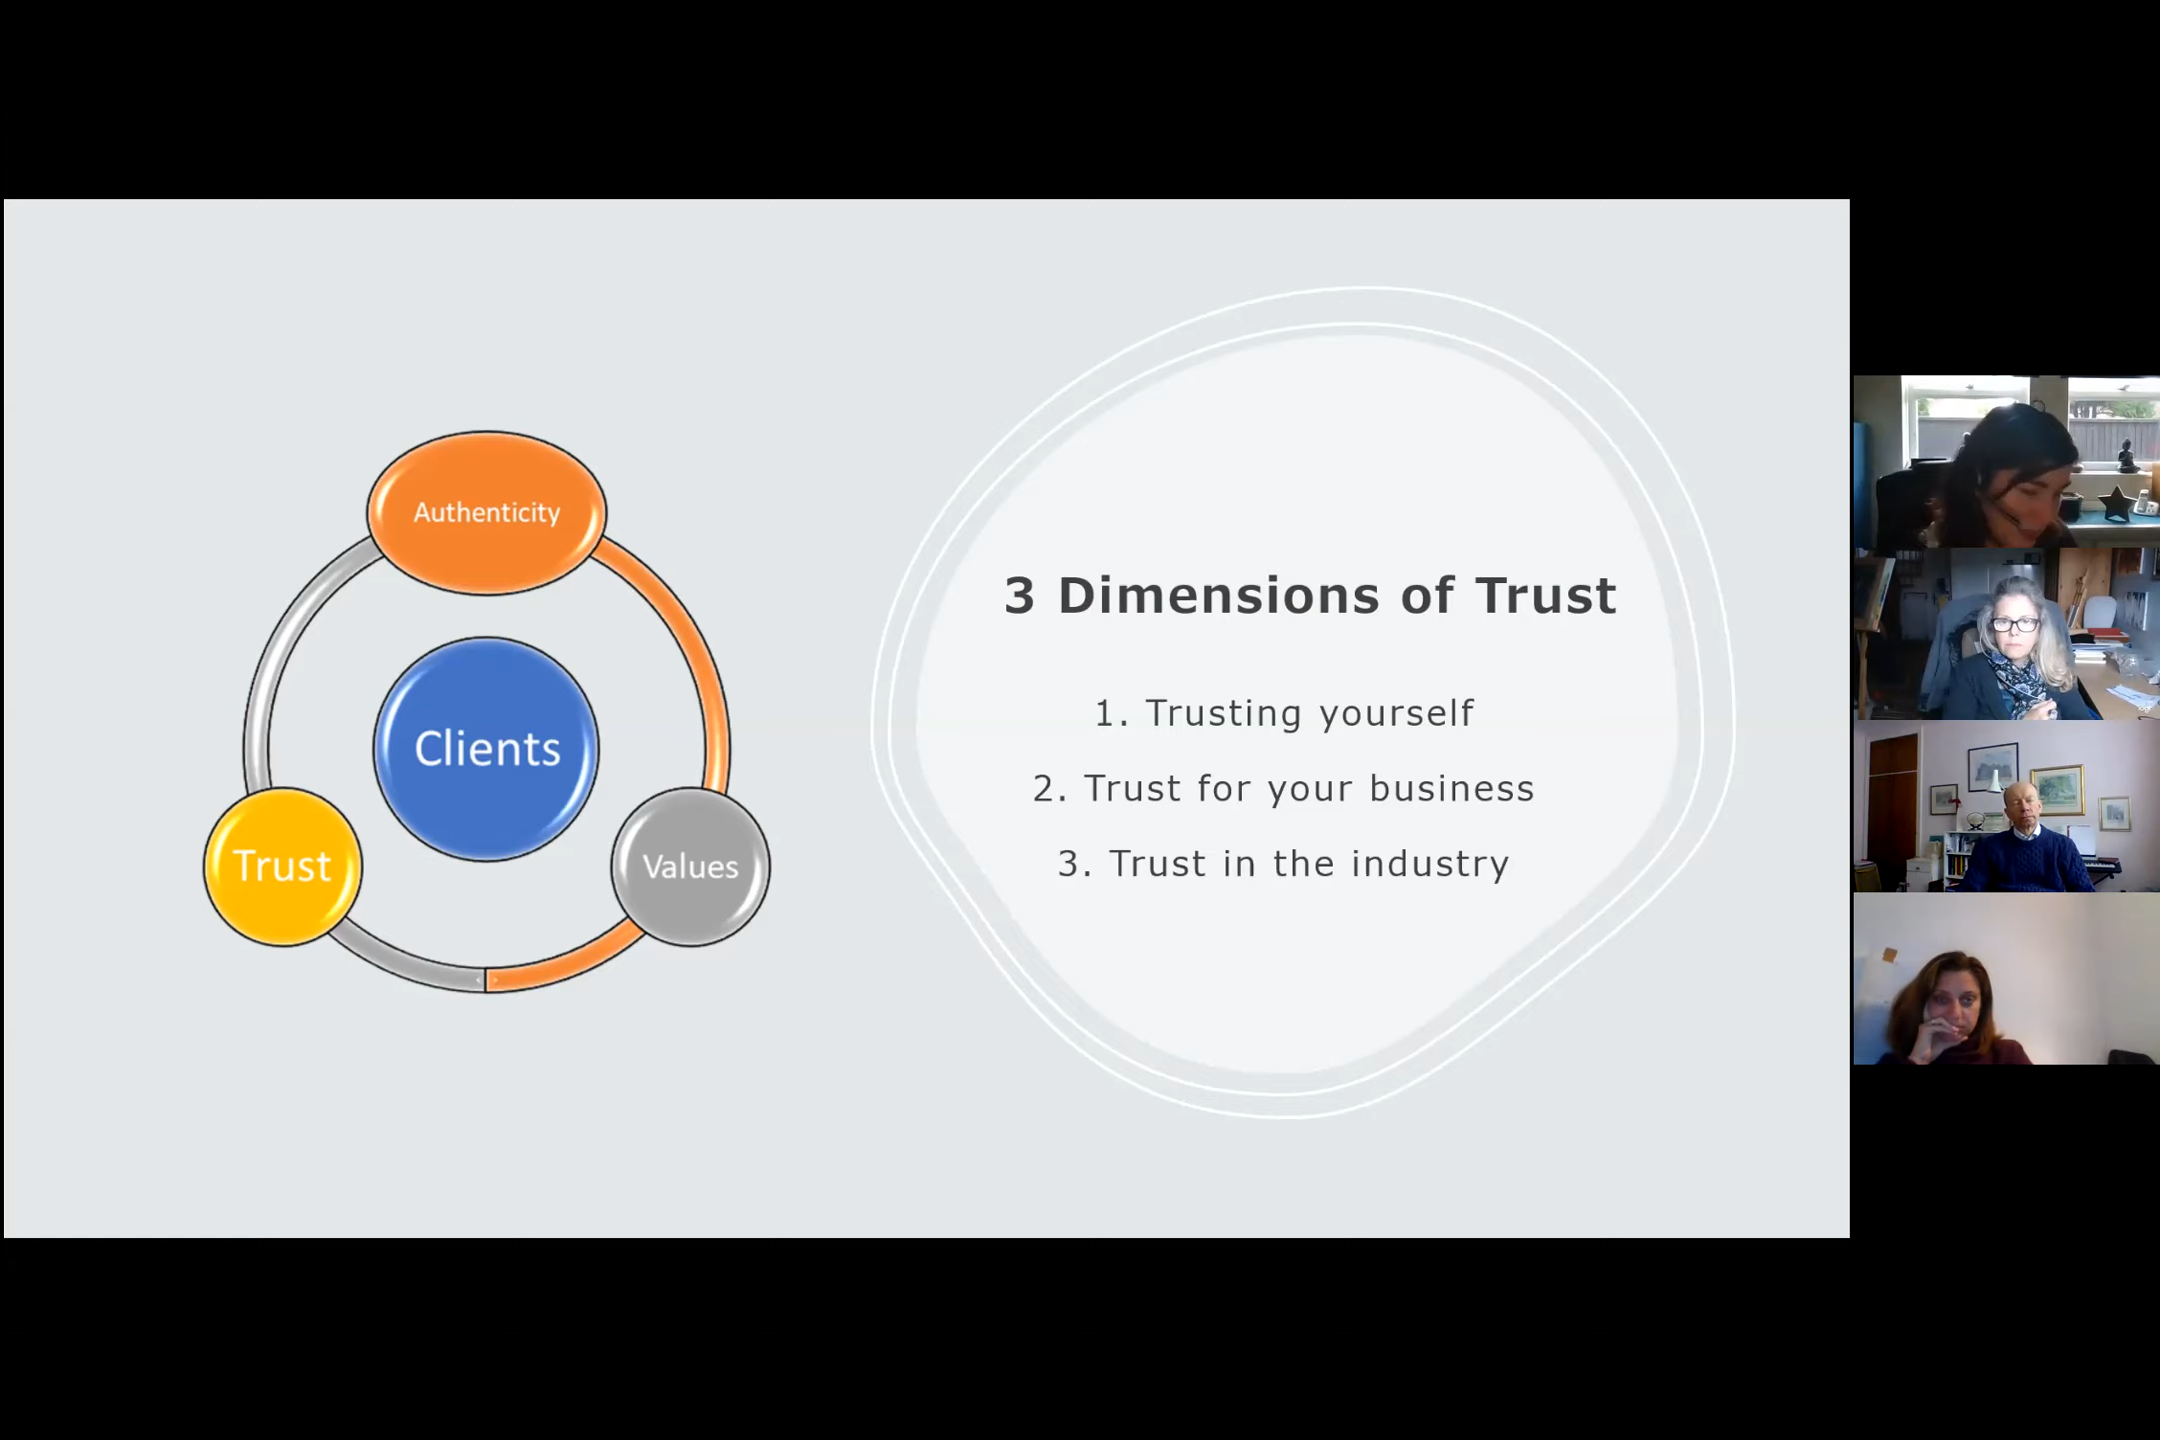 Authenticity
Clients
Trust
Values
3 Dimensions of Trust
1. Trusting yourself
2. Trust for your business
3. Trust in the industry